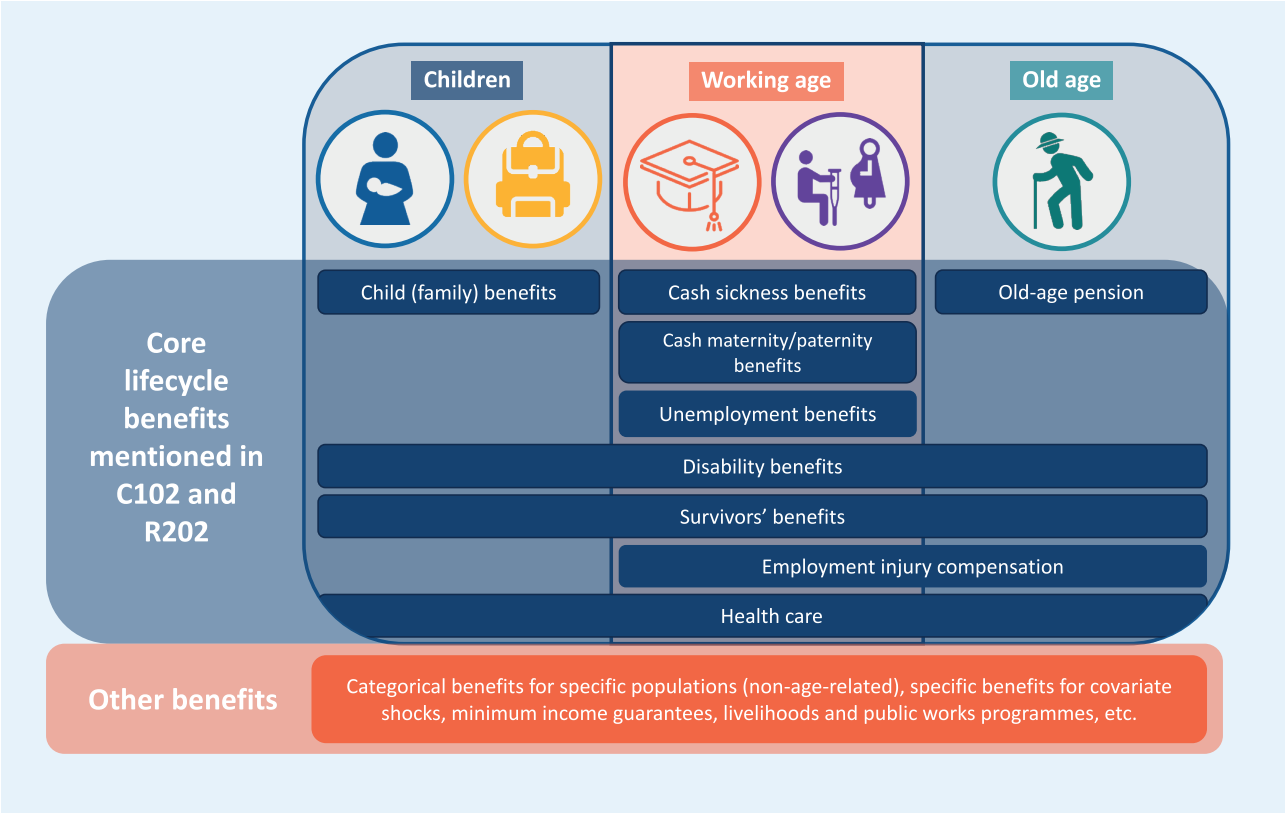 Children
Working age
Old age
Core
lifecycle
benefits
mentioned in
C102 and
R202
Child (family) benefits
Cash sickness benefits
Old-age pension
Cash maternity/paternity
benefits
Unemployment benefits
Disability benefits
Survivors’ benefits
Employment injury compensation
Health care
Other benefits
Categorical benefits for specific populations (non-age-related), specific benefits for covariate
shocks, minimum income guarantees, livelihoods and public works programmes, etc.